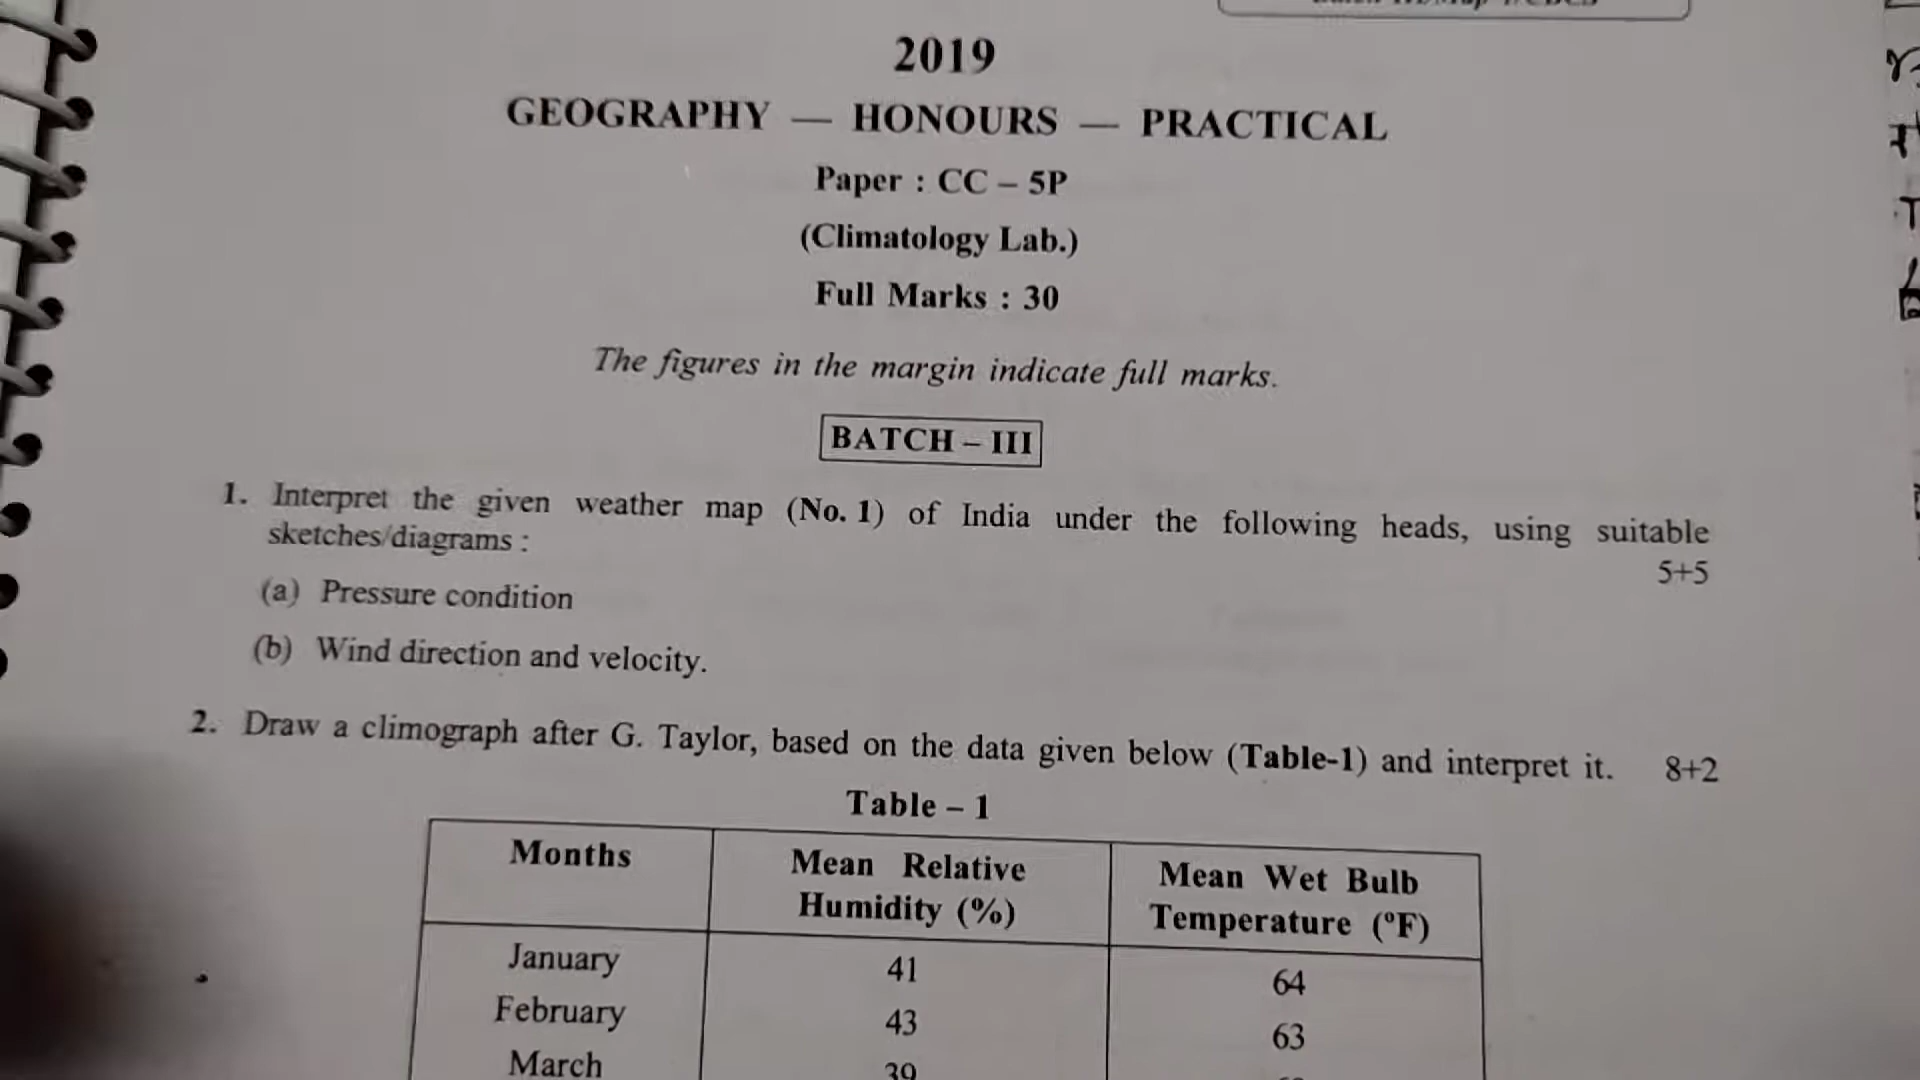 2019
GEOGRAPHY — HONOURS — PRACTICAL
Paper : CC – 5P
(Climatology Lab.)
Full Marks : 30
The figures in the margin indicate full marks.
BATCH – III
1. Interpret the given weather map (No. 1) of India under the following heads, using suitable
sketches/diagrams :
5+5
(a) Pressure condition
(b) Wind direction and velocity.
2. Draw a climograph after G. Taylor, based on the data given below (Table-1) and interpret it. 8+2
Table – 1
Months Mean Relative Humidity (%) Mean Wet Bulb Temperature (ºF)
January 41 64
February 43 63
March 39